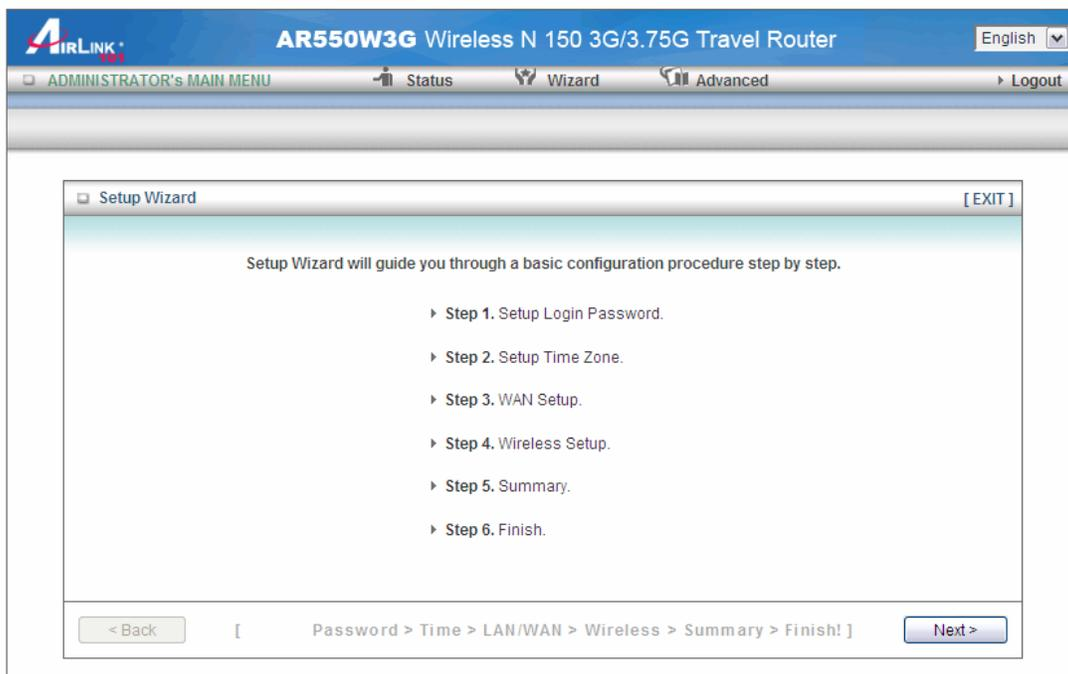 AIRLINK 101
AR550W3G Wireless N 150 3G/3.75G Travel Router
English
ADMINISTRATOR's MAIN MENU
Status
Wizard
Advanced
Logout
Setup Wizard
[ EXIT ]
Setup Wizard will guide you through a basic configuration procedure step by step.
Step 1. Setup Login Password.
Step 2. Setup Time Zone.
Step 3. WAN Setup.
Step 4. Wireless Setup.
Step 5. Summary.
Step 6. Finish.
< Back
[ Password > Time > LAN/WAN > Wireless > Summary > Finish! ]
Next >